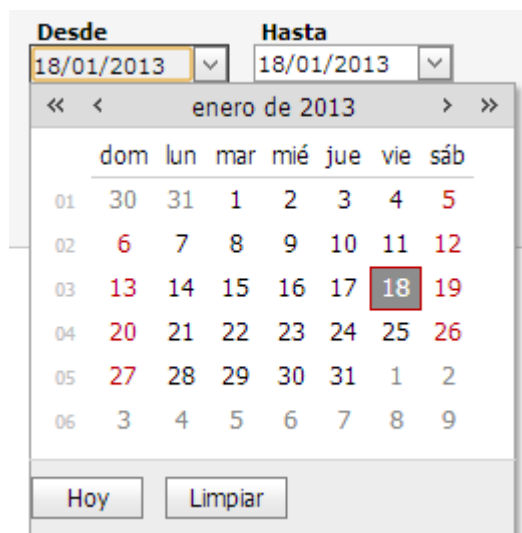 Desde Hasta
18/01/2013 18/01/2013
« ‹ enero de 2013 › »
dom lun mar mié jue vie sáb
01 30 31 1 2 3 4 5
02 6 7 8 9 10 11 12
03 13 14 15 16 17 18 19
04 20 21 22 23 24 25 26
05 27 28 29 30 31 1 2
06 3 4 5 6 7 8 9
Hoy Limpiar